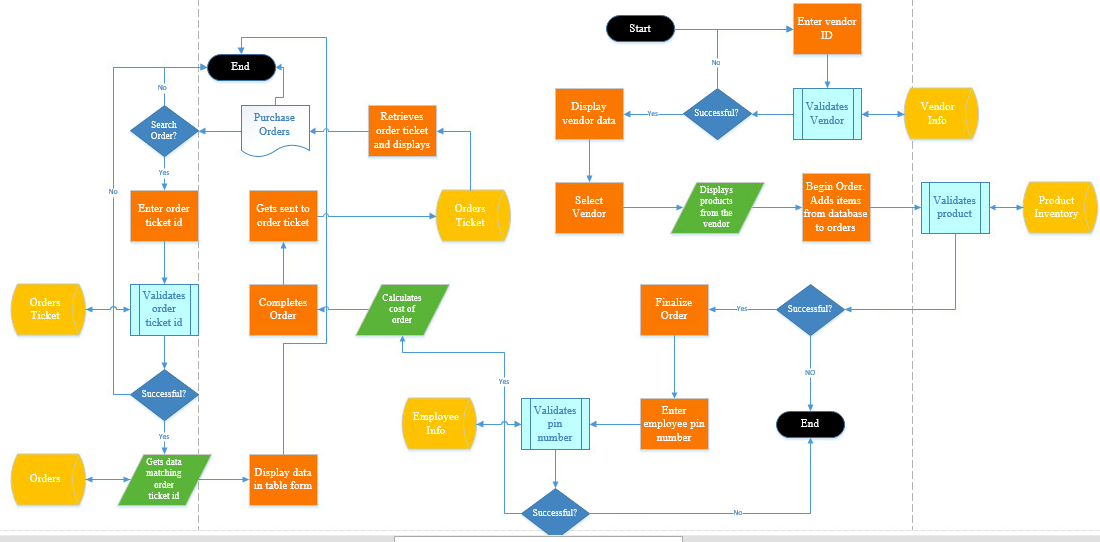 Start
Enter vendor
ID
No
End
No
Search
Order?
Purchase
Orders
Retrieves
order ticket
and displays
Display
vendor data
Yes
Successful?
Validates
Vendor
Vendor
Info
Yes
No
Enter order
ticket id
Gets sent to
order ticket
Orders
Ticket
Select
Vendor
Displays
products
from the
vendor
Begin Order.
Adds items
from database
to orders
Validates
product
Product
Inventory
Orders
Ticket
Validates
order
ticket id
Completes
Order
Calculates
cost of
order
Finalize
Order
Yes
Successful?
NO
Successful?
Yes
Yes
Employee
Info
Validates
pin
number
Enter
employee pin
number
End
Orders
Gets data
matching
order
ticket id
Display data
in table form
Successful?
No